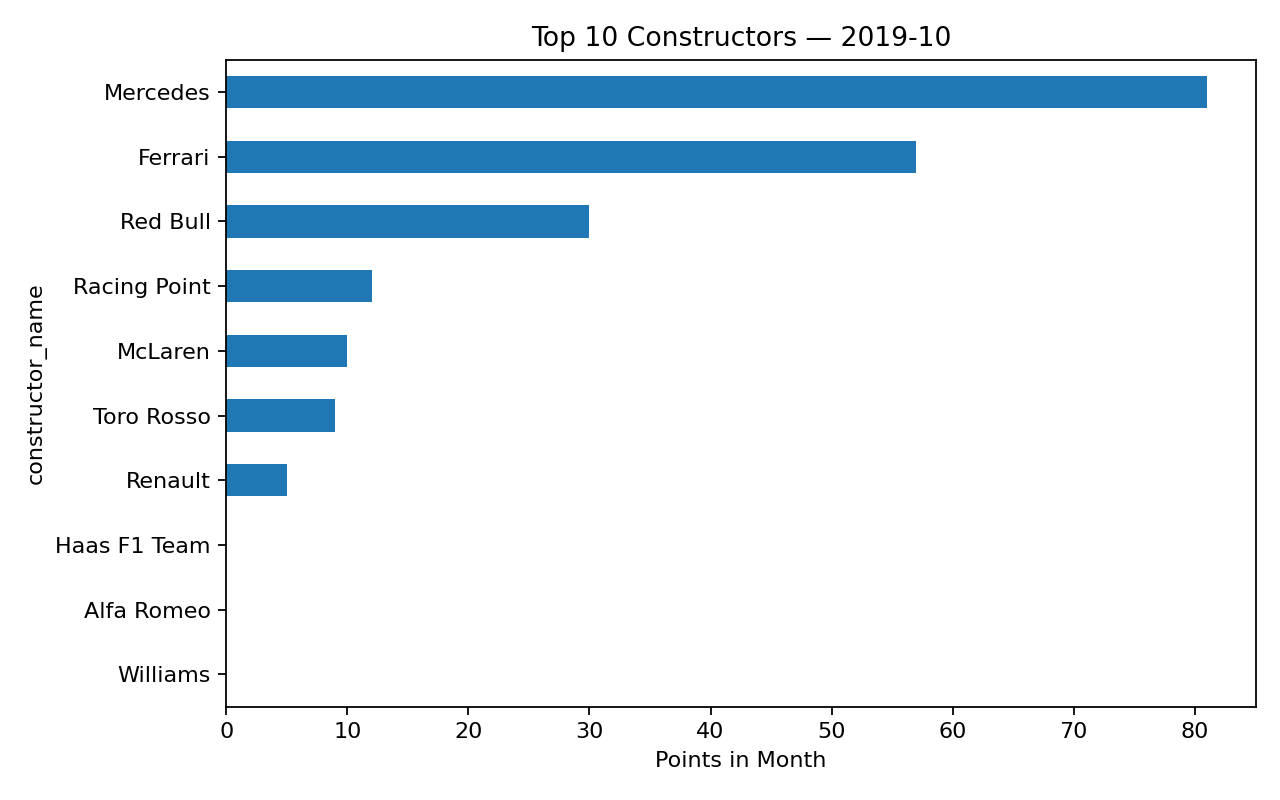 Top 10 Constructors — 2019-10
constructor_name
Mercedes
Ferrari
Red Bull
Racing Point
McLaren
Toro Rosso
Renault
Haas F1 Team
Alfa Romeo
Williams
0 10 20 30 40 50 60 70 80
Points in Month